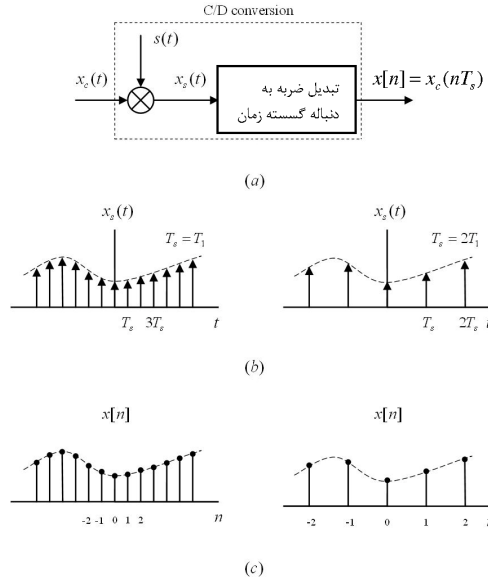 C/D conversion
s(t)
x_c(t)
x_s(t)
تبدیل ضربه به
دنباله گسسته زمان
x[n] = x_c(nT_s)
(a)
x_s(t)
T_s = T_1
T_s 3T_s t
x_s(t)
T_s = 2T_1
T_s 2T_s t
(b)
x[n]
-2 -1 0 1 2 n
x[n]
-2 -1 0 1 2
(c)